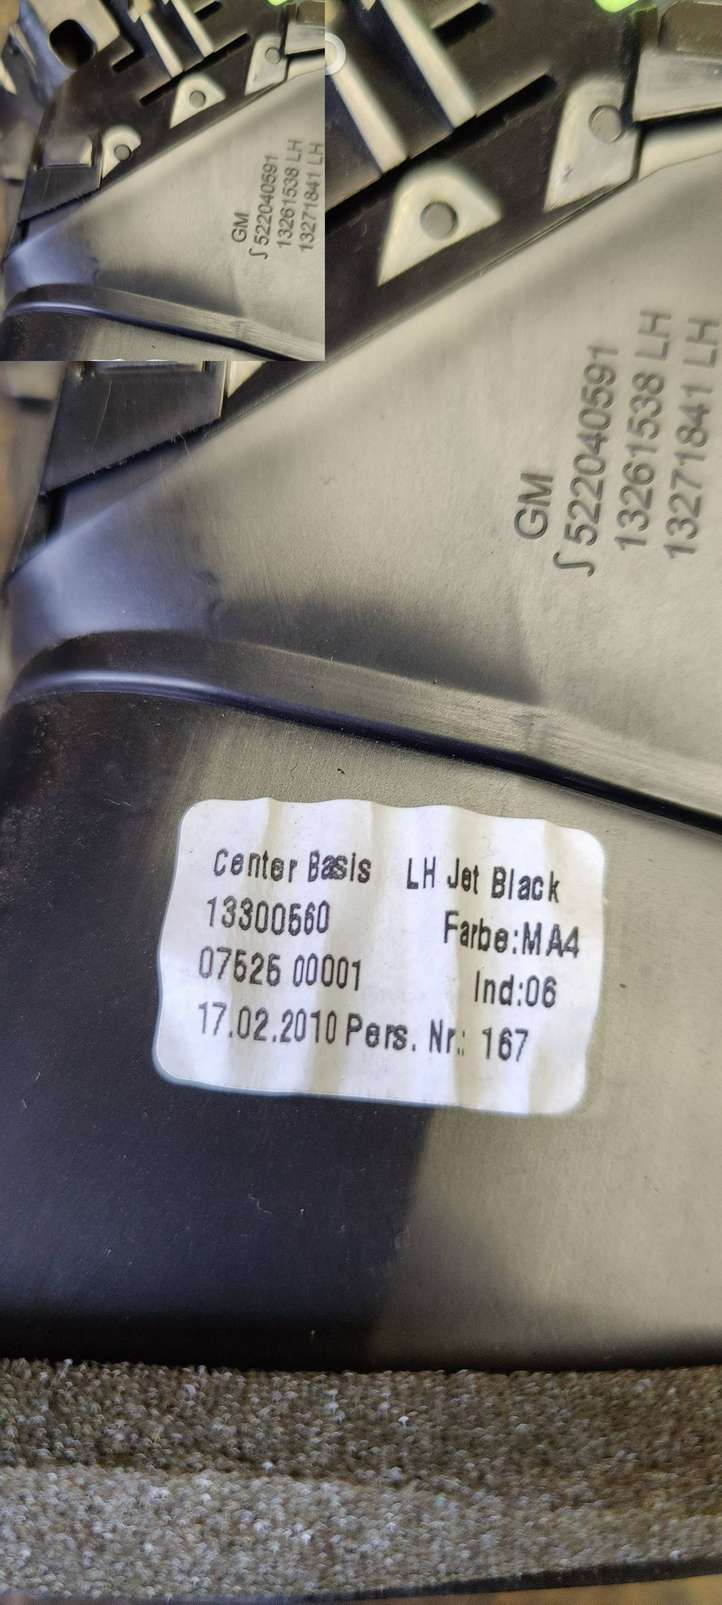 GM
∫ 522040591
13261538 LH
13271841 LH
GM
∫ 522040591
13261538 LH
13271841 LH
Center Basis LH Jet Black
13300560 Farbe:MA4
07525 00001 Ind:06
17.02.2010 Pers. Nr.: 167